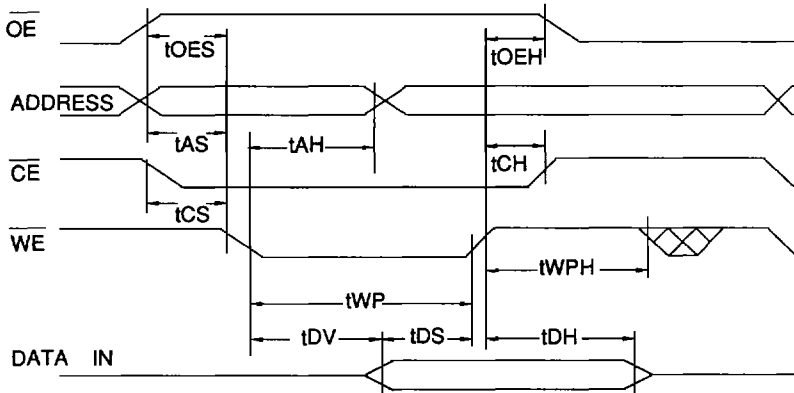 OE
tOES tOEH
ADDRESS
tAS tAH
tCH
CE
tCS
WE
tWPH
tWP
tDV tDS tDH
DATA IN